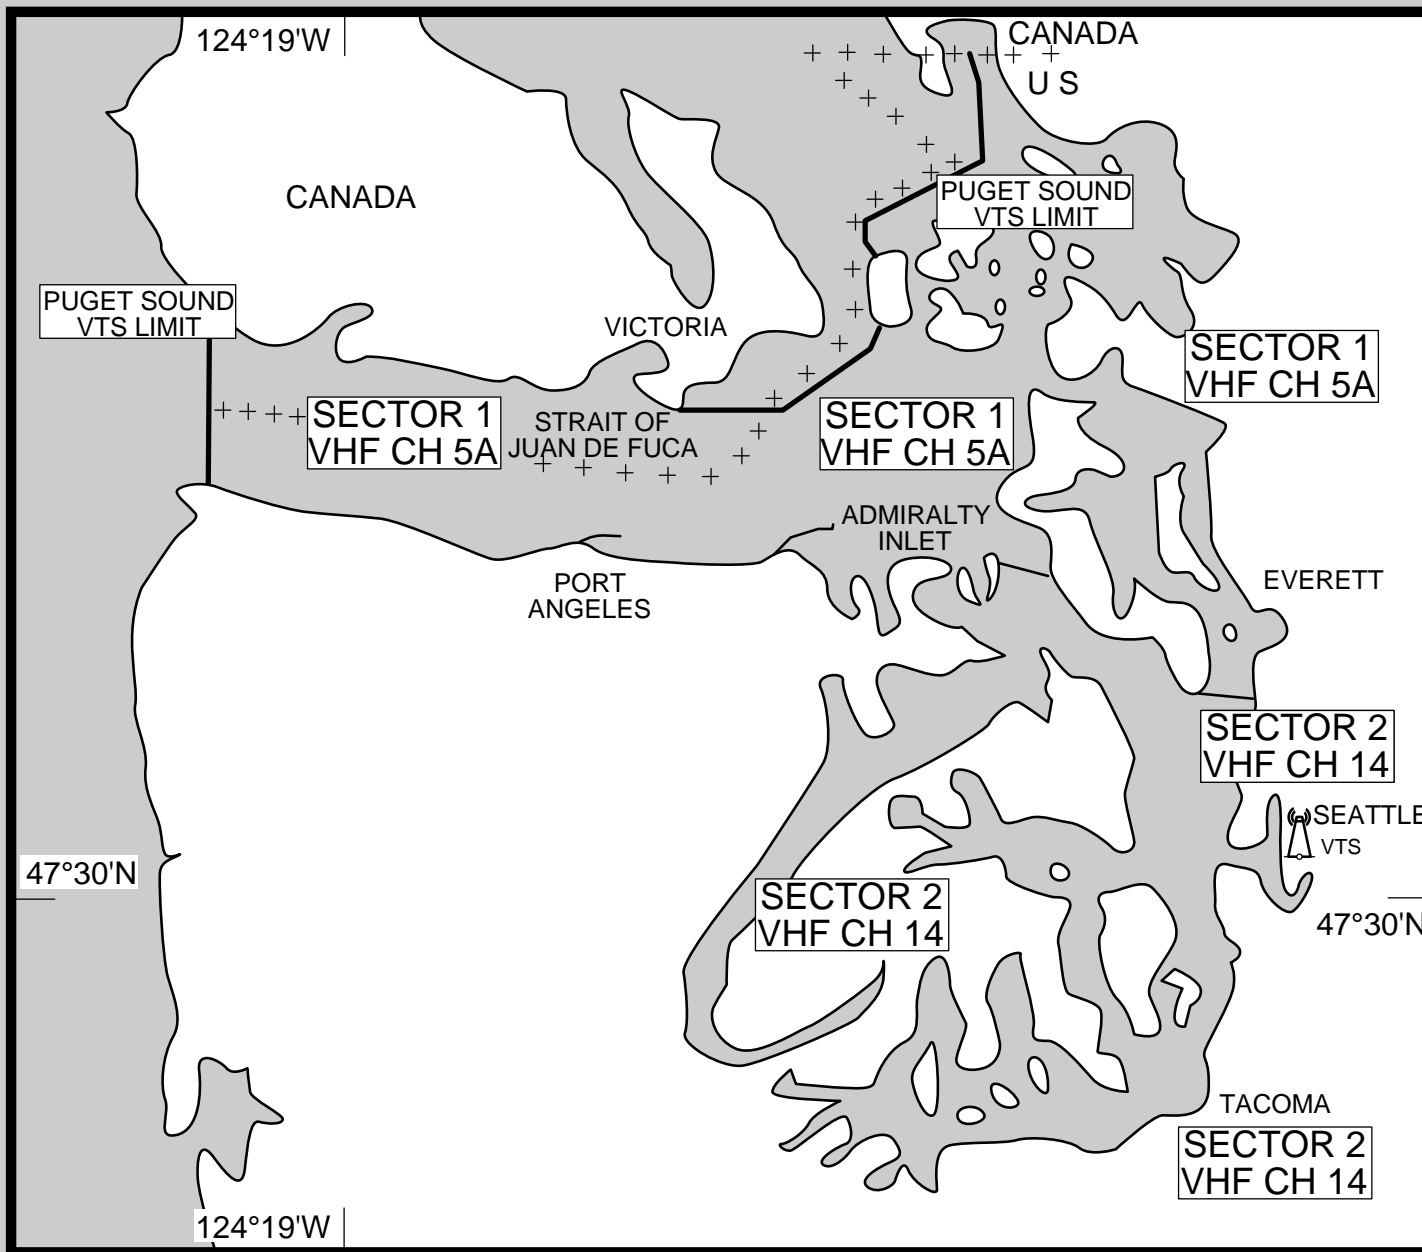 124°19'W
CANADA
U S
CANADA
PUGET SOUND
VTS LIMIT
PUGET SOUND
VTS LIMIT
VICTORIA
SECTOR 1
VHF CH 5A
SECTOR 1
VHF CH 5A
STRAIT OF
JUAN DE FUCA
SECTOR 1
VHF CH 5A
ADMIRALTY
INLET
PORT
ANGELES
EVERETT
SECTOR 2
VHF CH 14
SEATTLE
VTS
47°30'N
SECTOR 2
VHF CH 14
47°30'N
TACOMA
SECTOR 2
VHF CH 14
124°19'W